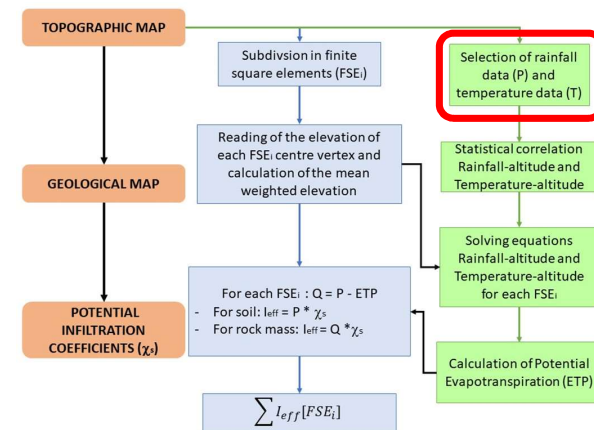 TOPOGRAPHIC MAP
Subdivsion in finite
square elements (FSEᵢ)
Selection of rainfall
data (P) and
temperature data (T)
Reading of the elevation of
each FSEᵢ centre vertex and
calculation of the mean
weighted elevation
Statistical correlation
Rainfall-altitude and
Temperature-altitude
GEOLOGICAL MAP
Solving equations
Rainfall-altitude and
Temperature-altitude
for each FSEᵢ
For each FSEᵢ : Q = P - ETP
- For soil: Iₑff = P * χₛ
- For rock mass: Iₑff = Q *χₛ
POTENTIAL
INFILTRATION
COEFFICIENTS (χₛ)
Calculation of Potential
Evapotranspiration (ETP)
∑ I_eff [FSEᵢ]